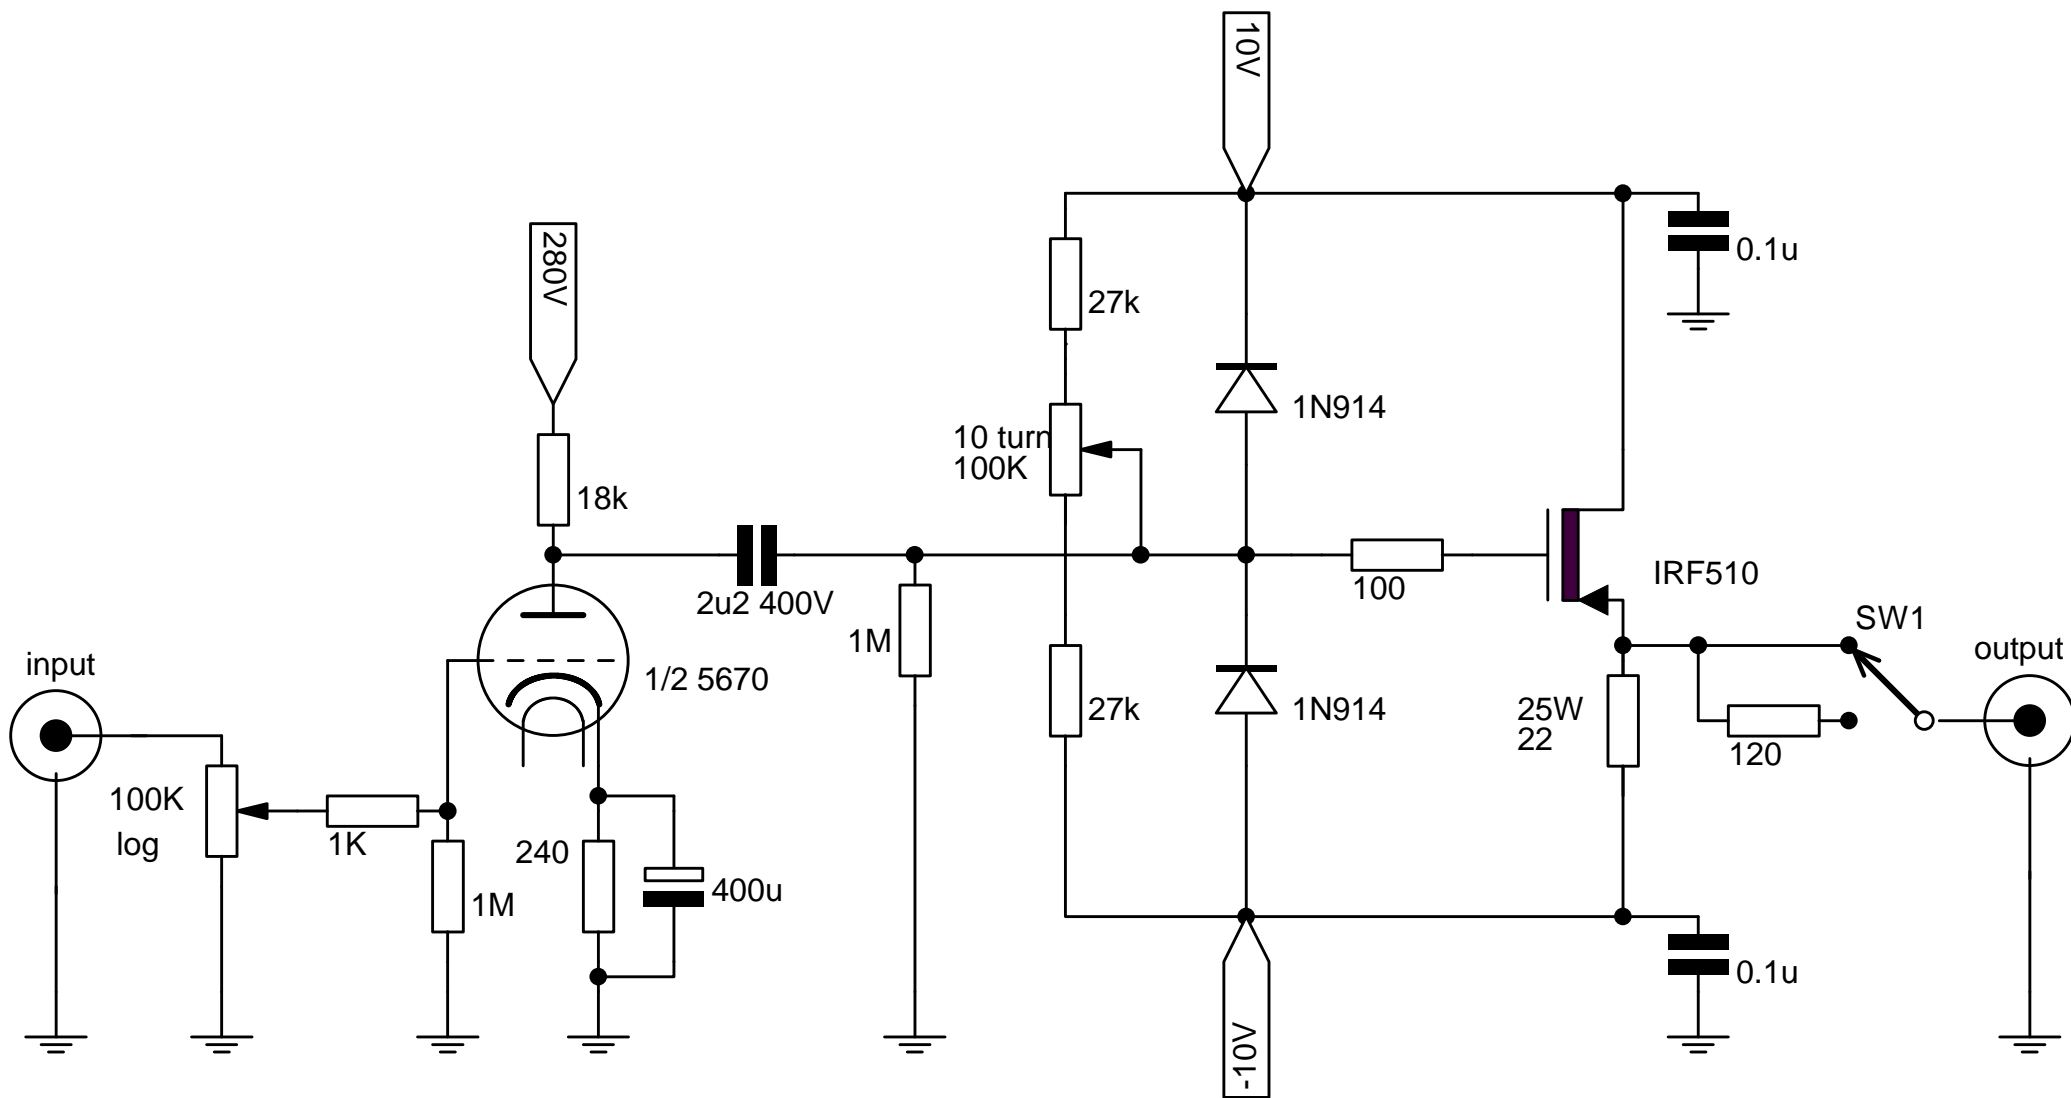 10V
280V
0.1u
27k
1N914
10 turn
100K
18k
100
IRF510
2u2 400V
SW1
1M
input
output
1/2 5670
27k
1N914
25W
22
120
100K
log
1K
240
400u
1M
0.1u
-10V